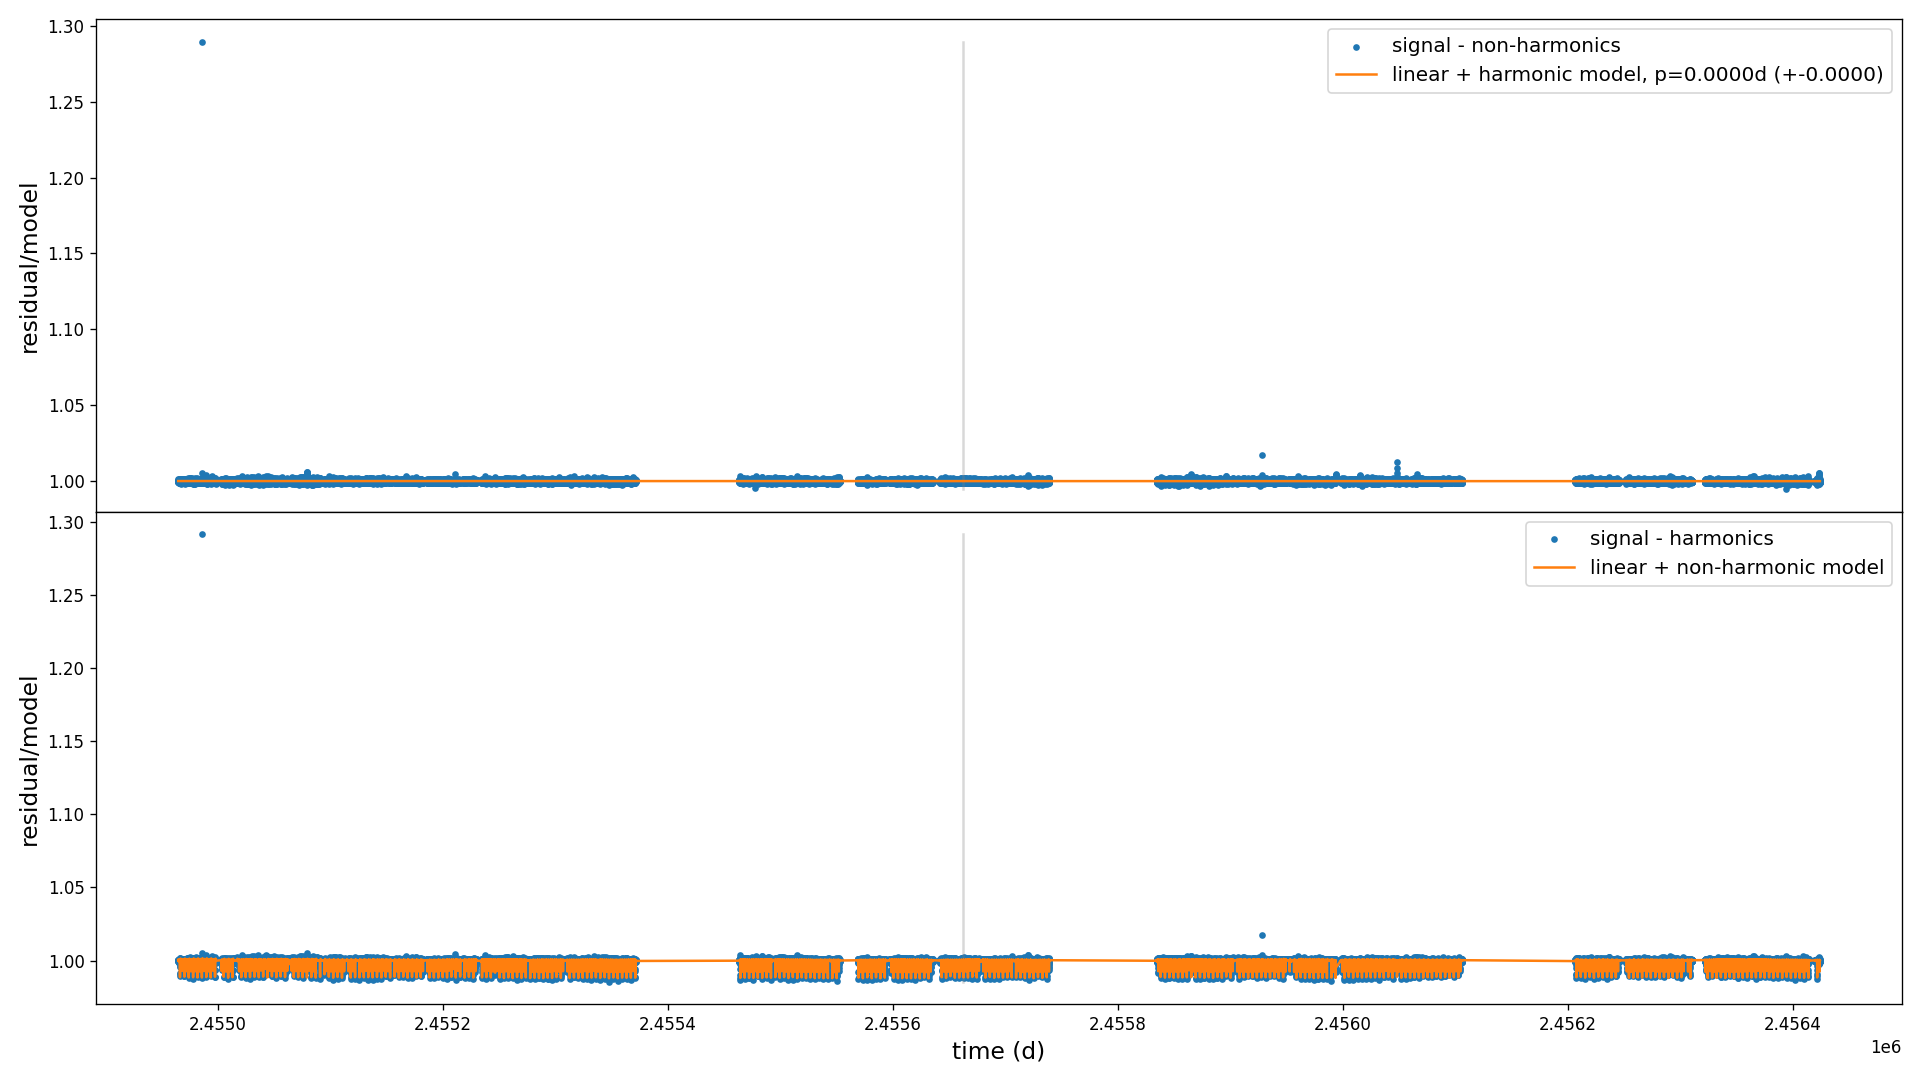 1.30
1.25
1.20
1.15
1.10
1.05
1.00
residual/model
signal - non-harmonics
linear + harmonic model, p=0.0000d (+-0.0000)
1.30
1.25
1.20
1.15
1.10
1.05
1.00
residual/model
signal - harmonics
linear + non-harmonic model
2.4550 2.4552 2.4554 2.4556 2.4558 2.4560 2.4562 2.4564
1e6
time (d)